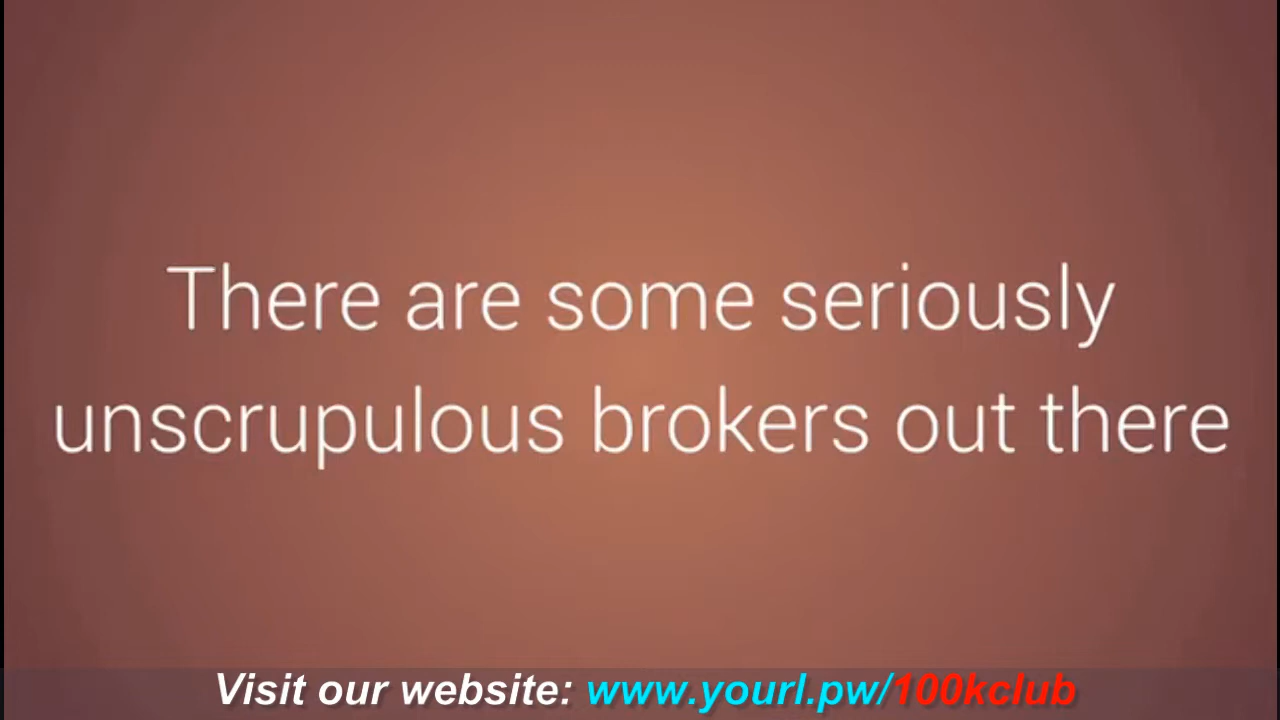 There are some seriously
unscrupulous brokers out there
Visit our website: www.yourl.pw/100kclub